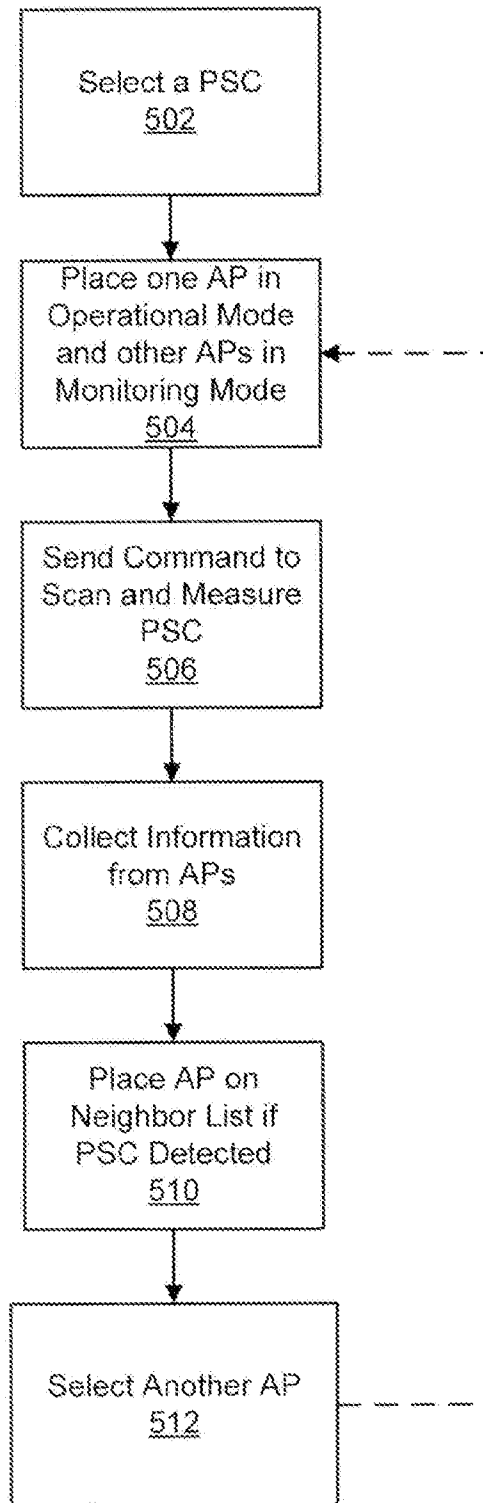 Select a PSC
502
Place one AP in
Operational Mode
and other APs in
Monitoring Mode
504
Send Command to
Scan and Measure
PSC
506
Collect Information
from APs
508
Place AP on
Neighbor List if
PSC Detected
510
Select Another AP
512